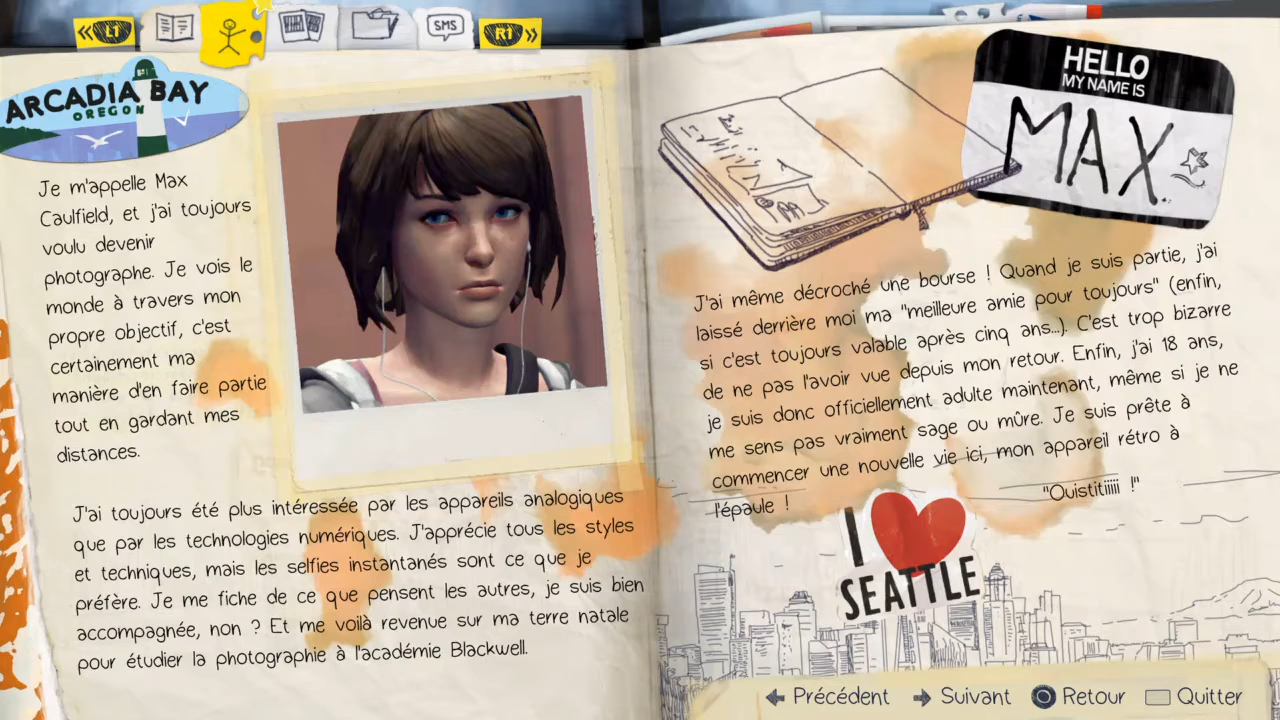 L1
SMS
R1
ARCADIA BAY
OREGON
Je m'appelle Max
Caulfield, et j'ai toujours
voulu devenir
photographe. Je vois le
monde à travers mon
propre objectif, c'est
certainement ma
manière d'en faire partie
tout en gardant mes
distances.
J'ai toujours été plus intéressée par les appareils analogiques
que par les technologies numériques. J'apprécie tous les styles
et techniques, mais les selfies instantanés sont ce que je
préfère. Je me fiche de ce que pensent les autres, je suis bien
accompagnée, non ? Et me voilà revenue sur ma terre natale
pour étudier la photographie à l'académie Blackwell.
HELLO
MY NAME IS
MAX
J'ai même décroché une bourse ! Quand je suis partie, j'ai
laissé derrière moi ma "meilleure amie pour toujours" (enfin,
si c'est toujours valable après cinq ans...). C'est trop bizarre
de ne pas l'avoir vue depuis mon retour. Enfin, j'ai 18 ans,
je suis donc officiellement adulte maintenant, même si je ne
me sens pas vraiment sage ou mûre. Je suis prête à
commencer une nouvelle vie ici, mon appareil rétro à
l'épaule !
"Ouistitiiiii !"
I
SEATTLE
Précédent Suivant Retour Quitter